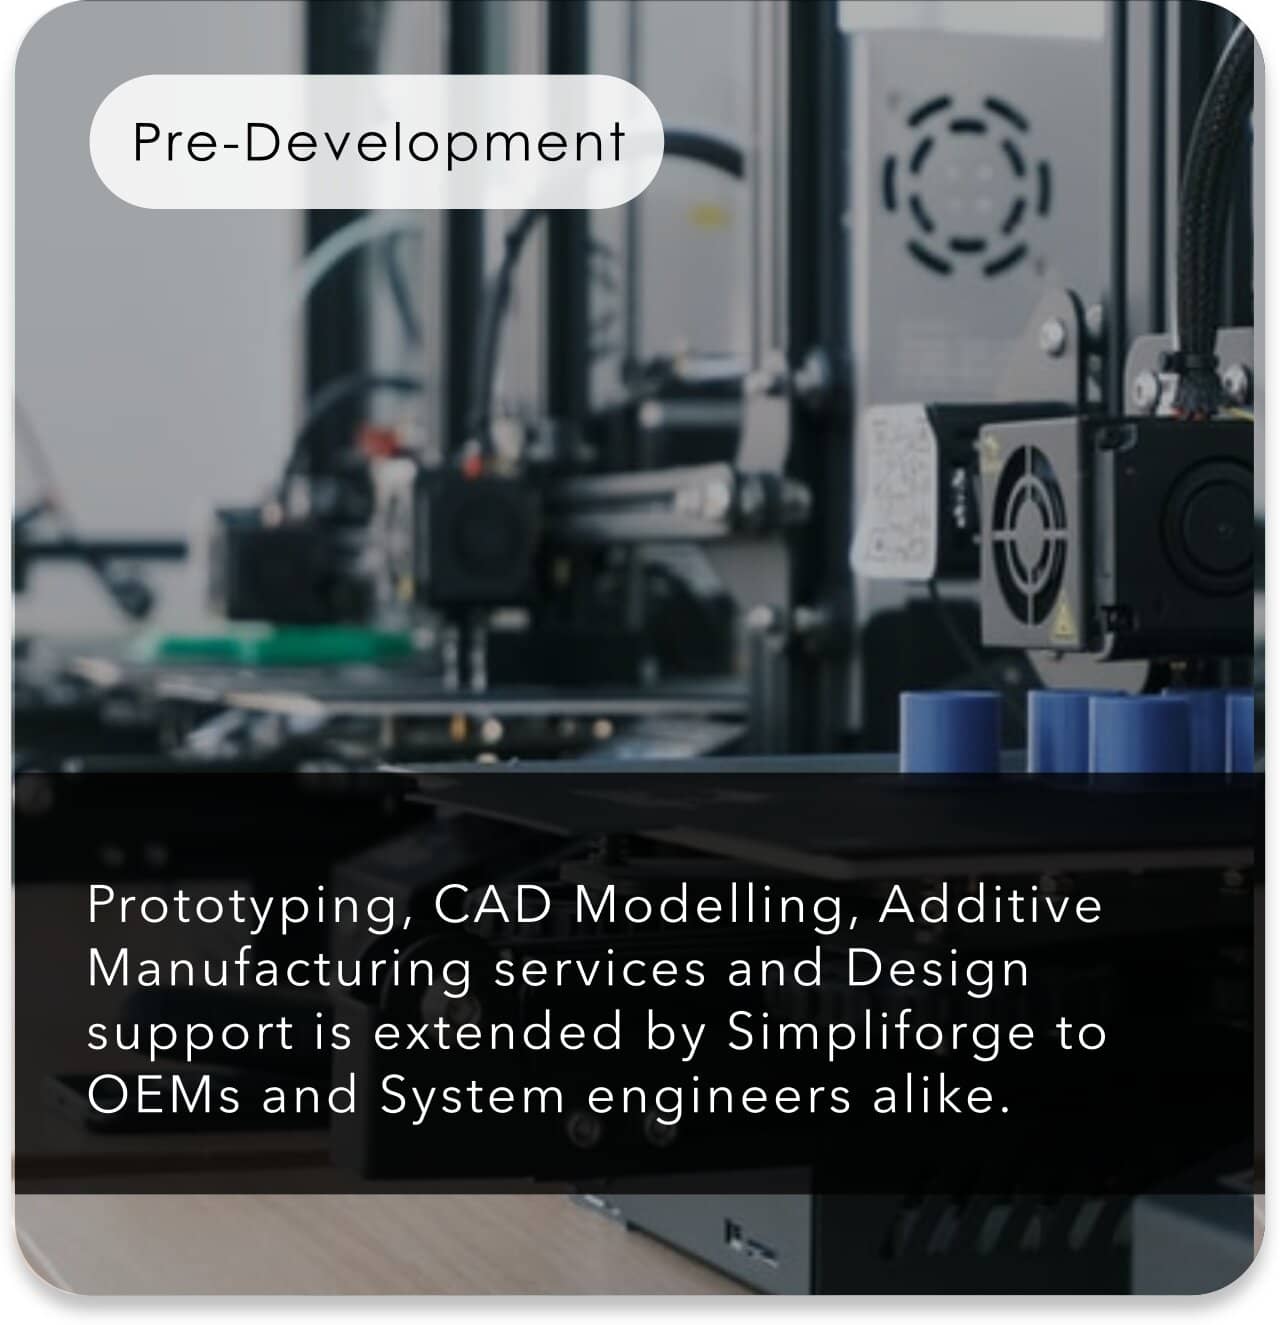 Pre-Development
Prototyping, CAD Modelling, Additive
Manufacturing services and Design
support is extended by Simpliforge to
OEMs and System engineers alike.